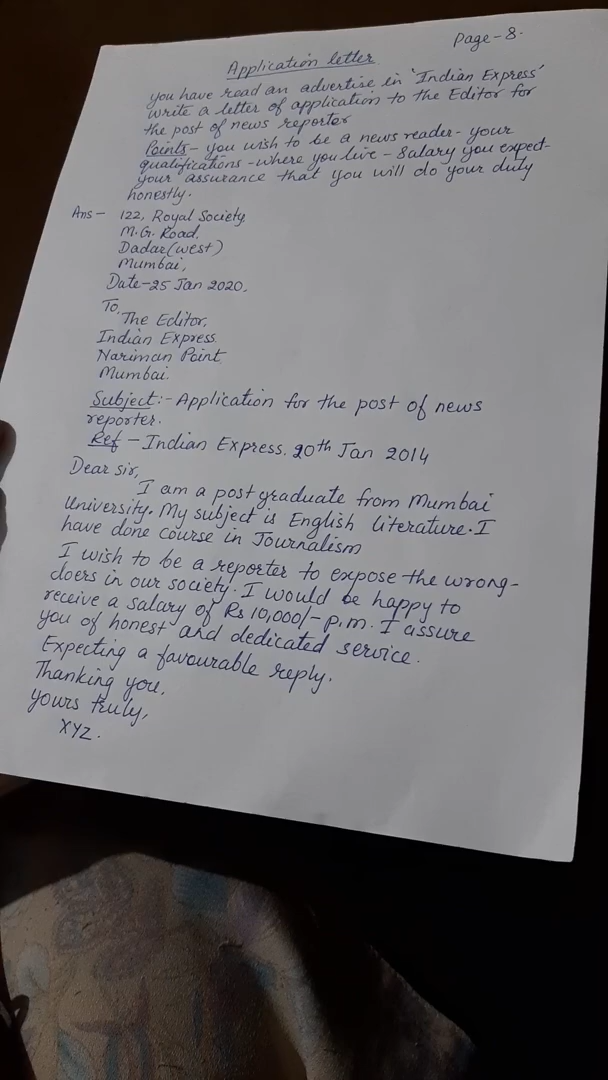 Page-8.
Application letter
you have read an advertise in 'Indian Express'
write a letter of application to the Editor for
the post of news reporter
Points- you wish to be a news reader- your
qualifications - where you live - Salary you expect-
your assurance that you will do your duty
honestly.
Ans - 122, Royal Society
M.G. Road.
Dadar (west)
Mumbai,
Date-25 Jan 2020.
To,
The Editor,
Indian Express
Nariman Point
Mumbai.
Subject:- Application for the post of news
reporter.
Ref - Indian Express. 20th Jan 2014
Dear sir,
I am a post graduate from Mumbai
University. My subject is English literature. I
have done course in Journalism
I wish to be a reporter to expose the wrong-
doers in our society. I would be happy to
receive a salary of Rs 10,000/- p.m. I assure
you of honest and dedicated service.
Expecting a favourable reply.
Thanking you,
yours truly,
XYZ.